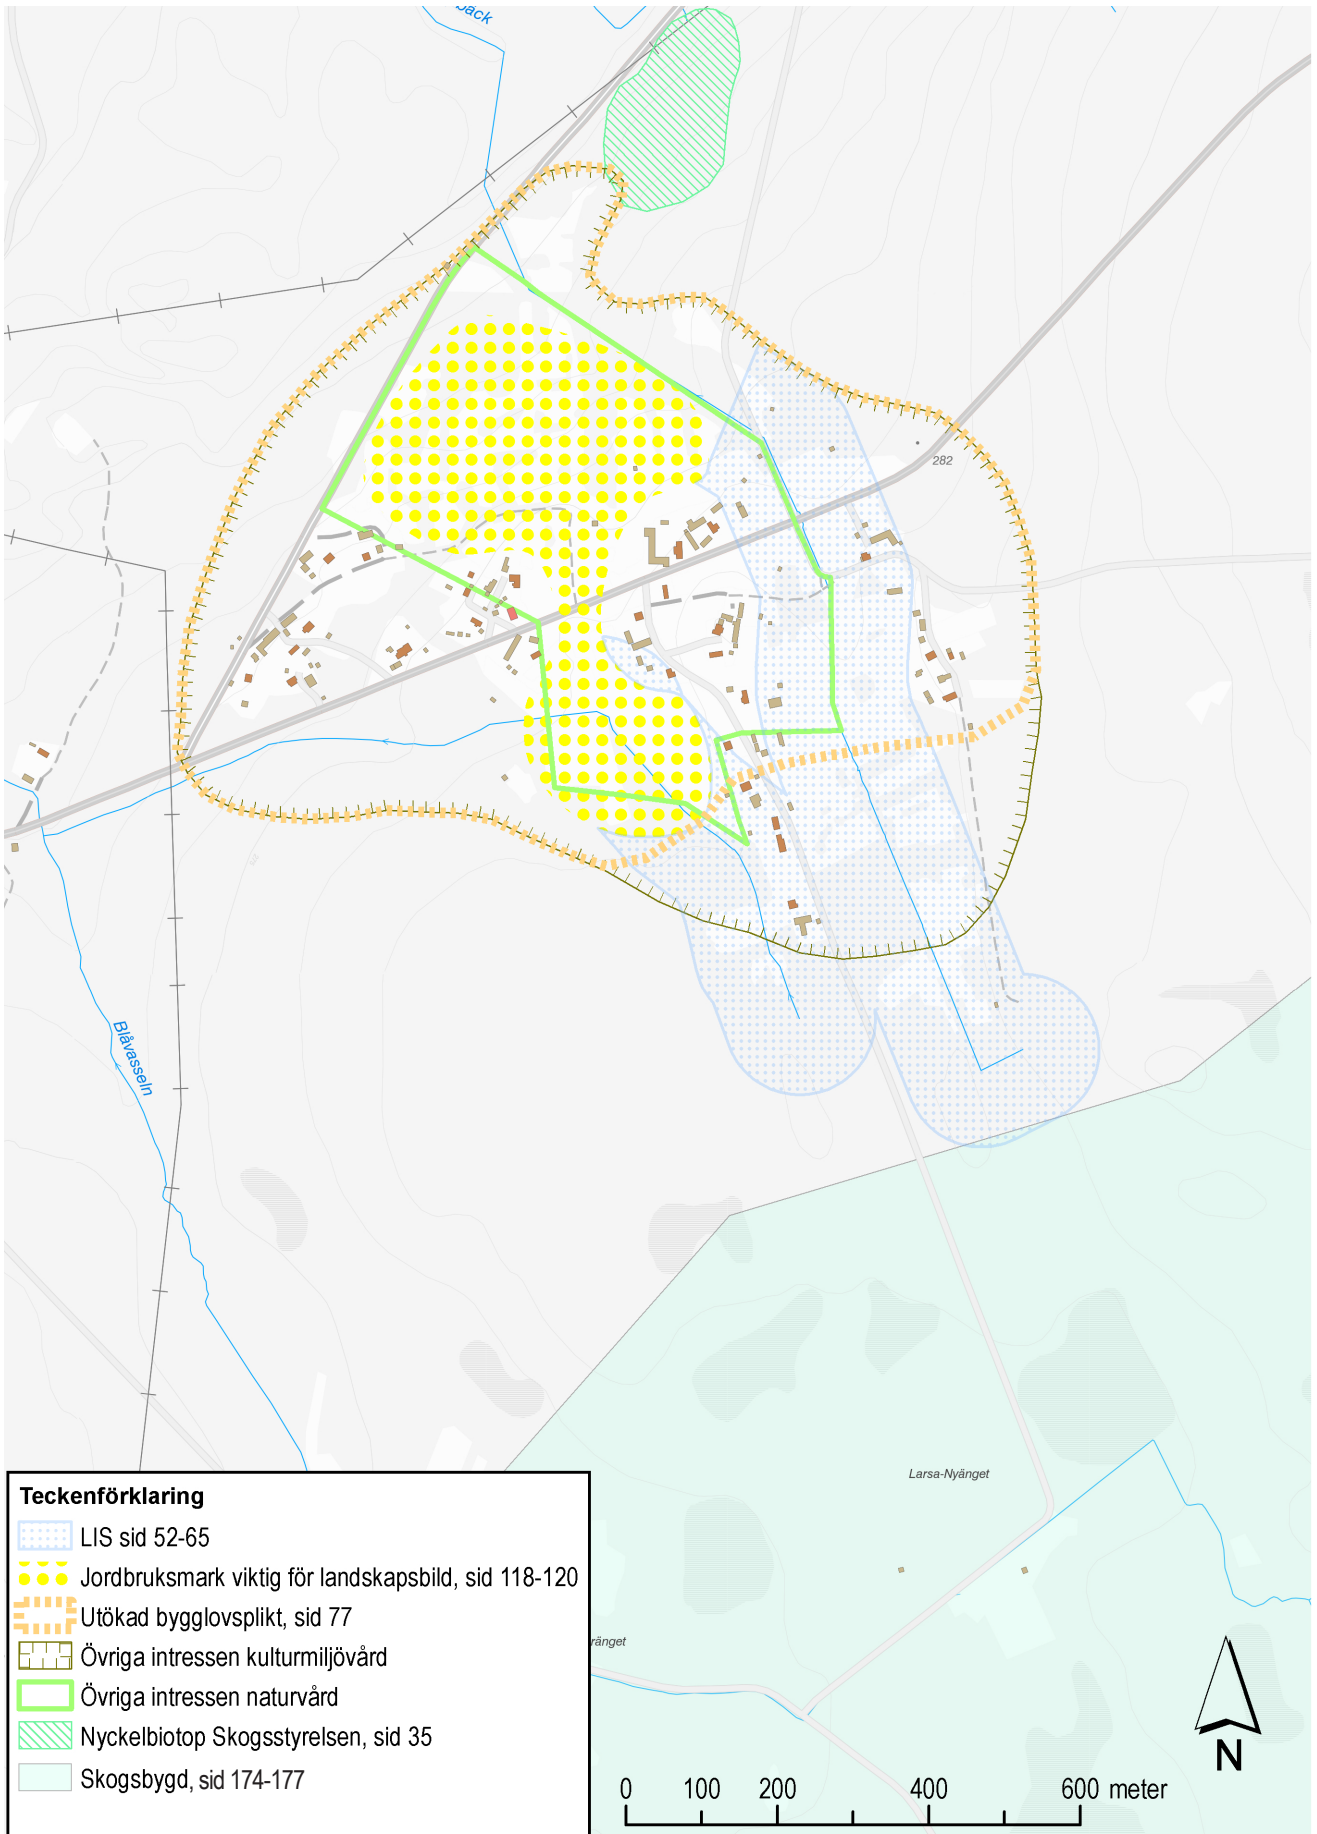 bäck
282
Blåvasseln
Larsa-Nyänget
ränget
Teckenförklaring
LIS sid 52-65
Jordbruksmark viktig för landskapsbild, sid 118-120
Utökad bygglovsplikt, sid 77
Övriga intressen kulturmiljövård
Övriga intressen naturvård
Nyckelbiotop Skogsstyrelsen, sid 35
Skogsbygd, sid 174-177
N
0 100 200 400 600 meter